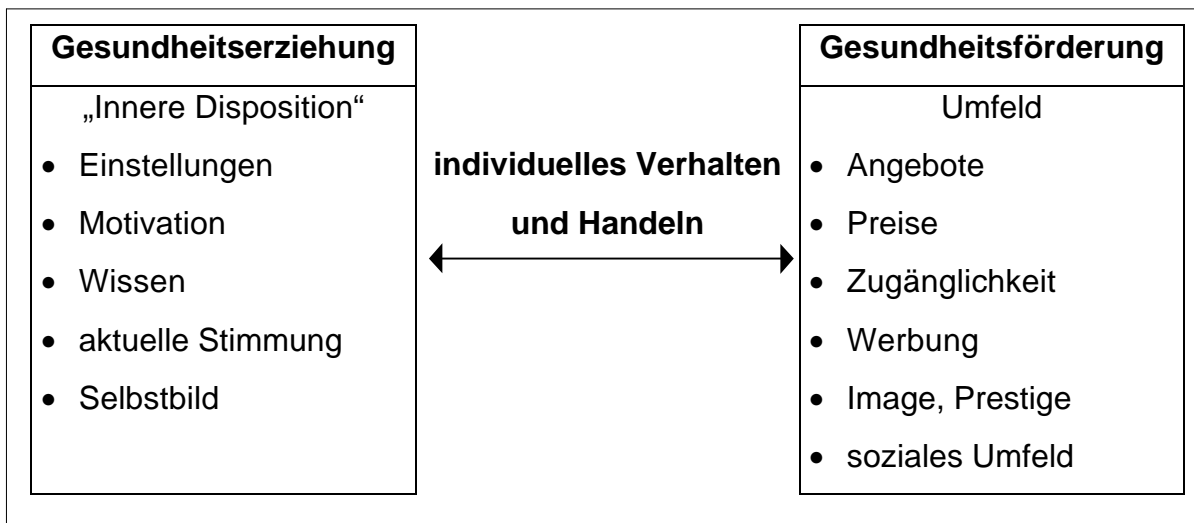 Gesundheitserziehung
„Innere Disposition“
• Einstellungen
• Motivation
• Wissen
• aktuelle Stimmung
• Selbstbild
individuelles Verhalten
und Handeln
Gesundheitsförderung
Umfeld
• Angebote
• Preise
• Zugänglichkeit
• Werbung
• Image, Prestige
• soziales Umfeld